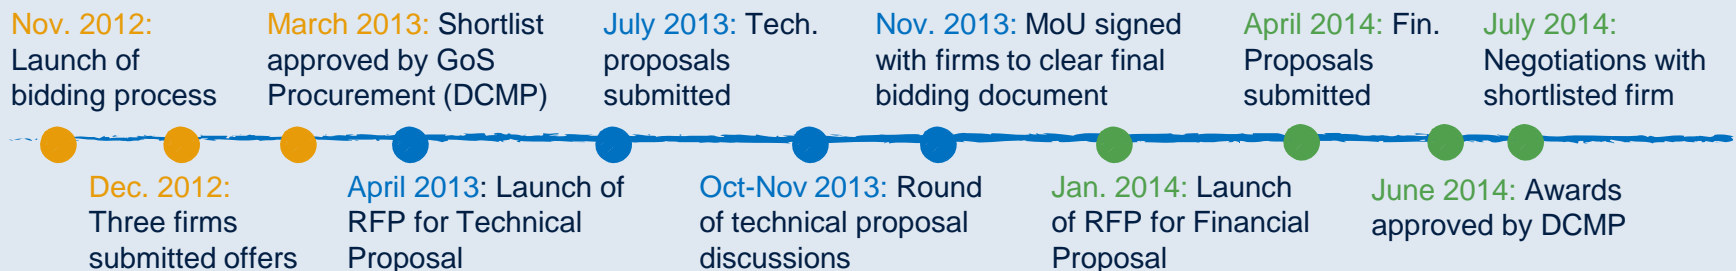 Nov. 2012:
Launch of
bidding process
March 2013: Shortlist
approved by GoS
Procurement (DCMP)
July 2013: Tech.
proposals
submitted
Nov. 2013: MoU signed
with firms to clear final
bidding document
April 2014: Fin.
Proposals
submitted
July 2014:
Negotiations with
shortlisted firm
Dec. 2012:
Three firms
submitted offers
April 2013: Launch of
RFP for Technical
Proposal
Oct-Nov 2013: Round
of technical proposal
discussions
Jan. 2014: Launch
of RFP for Financial
Proposal
June 2014: Awards
approved by DCMP